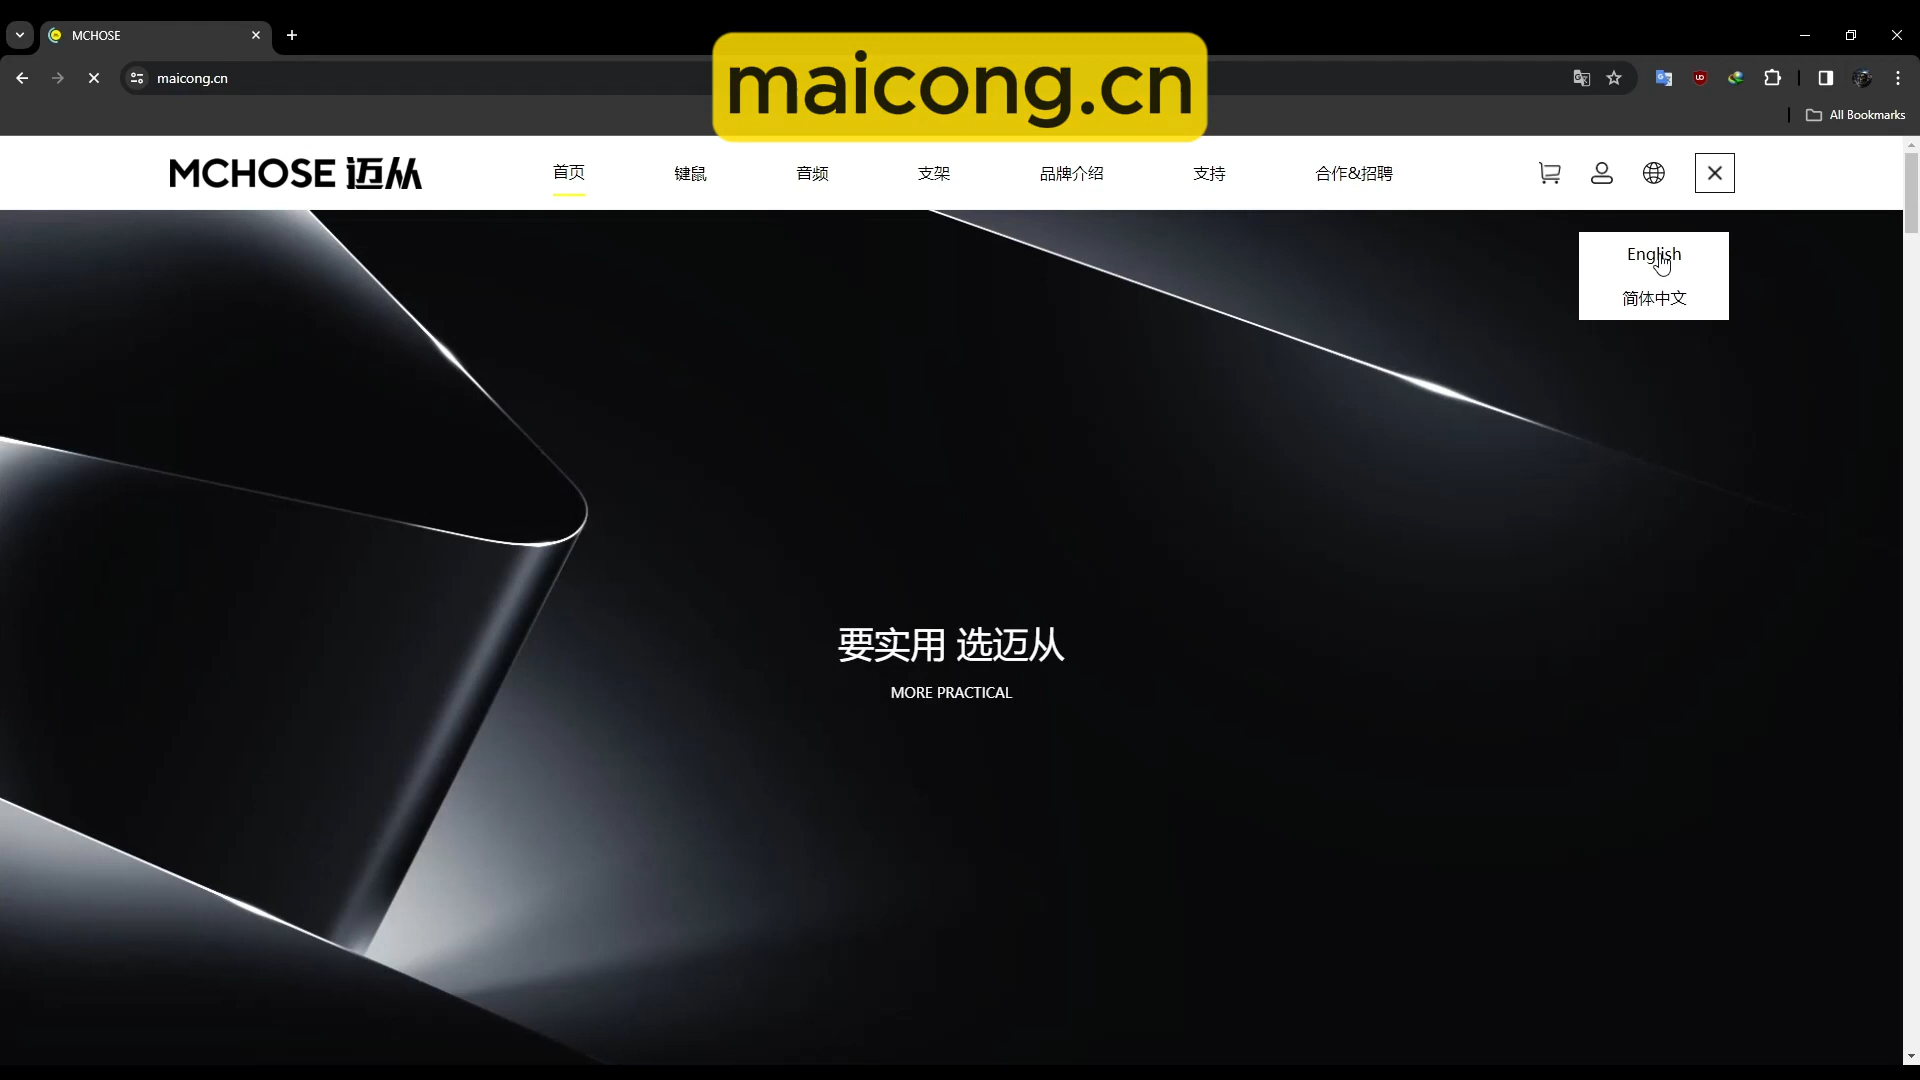 MCHOSE
maicong.cn
maicong.cn
All Bookmarks
MCHOSE 迈从
首页
键鼠
音频
支架
品牌介绍
支持
合作&招聘
English
简体中文
要实用 选迈从
MORE PRACTICAL